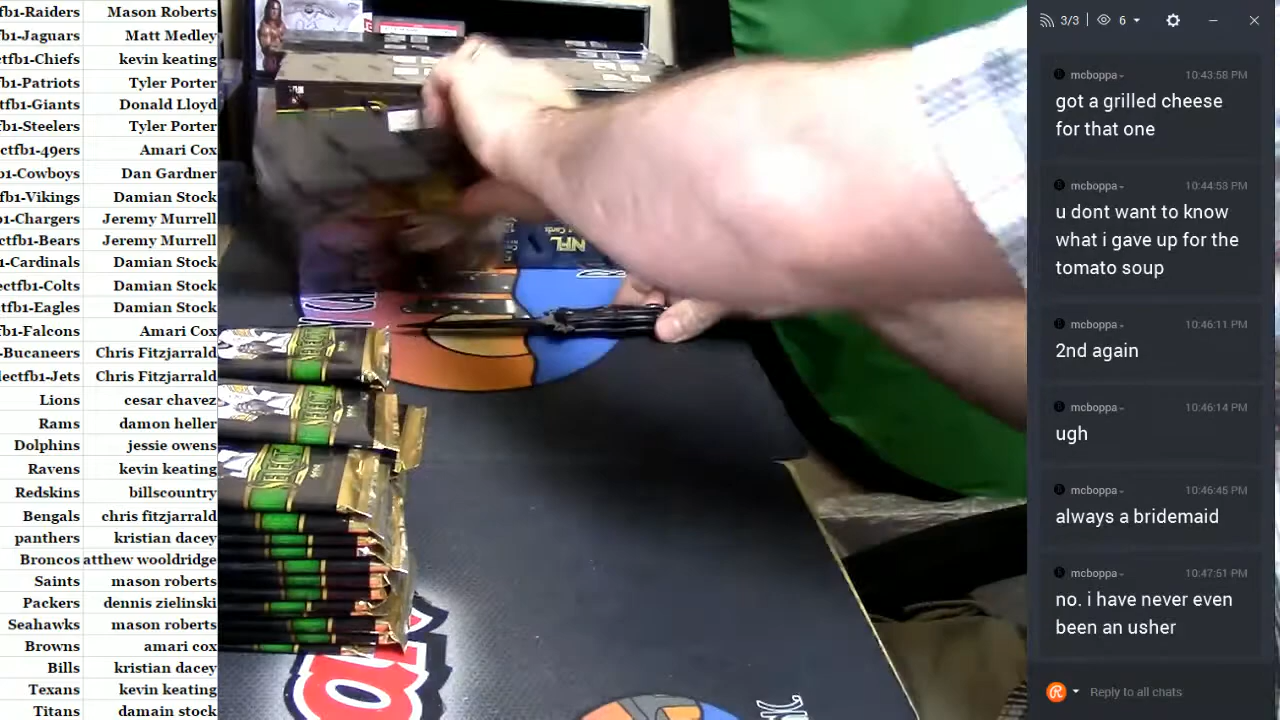 fb1-Raiders Mason Roberts
fb1-Jaguars Matt Medley
ctfb1-Chiefs kevin keating
fb1-Patriots Tyler Porter
ctfb1-Giants Donald Lloyd
fb1-Steelers Tyler Porter
ctfb1-49ers Amari Cox
b1-Cowboys Dan Gardner
fb1-Vikings Damian Stock
1-Chargers Jeremy Murrell
ctfb1-Bears Jeremy Murrell
1-Cardinals Damian Stock
ectfb1-Colts Damian Stock
ctfb1-Eagles Damian Stock
fb1-Falcons Amari Cox
-Bucaneers Chris Fitzjarrald
lectfb1-Jets Chris Fitzjarrald
Lions cesar chavez
Rams damon heller
Dolphins jessie owens
Ravens kevin keating
Redskins billscountry
Bengals chris fitzjarrald
panthers kristian dacey
Broncos atthew wooldridge
Saints mason roberts
Packers dennis zielinski
Seahawks mason roberts
Browns amari cox
Bills kristian dacey
Texans kevin keating
Titans damain stock
NFL
SELECT
SELECT
SELECT
3/3 6
mcboppa 10:43:58 PM
got a grilled cheese
for that one
mcboppa 10:44:53 PM
u dont want to know
what i gave up for the
tomato soup
mcboppa 10:46:11 PM
2nd again
mcboppa 10:46:14 PM
ugh
mcboppa 10:46:45 PM
always a bridemaid
mcboppa 10:47:51 PM
no. i have never even
been an usher
Reply to all chats